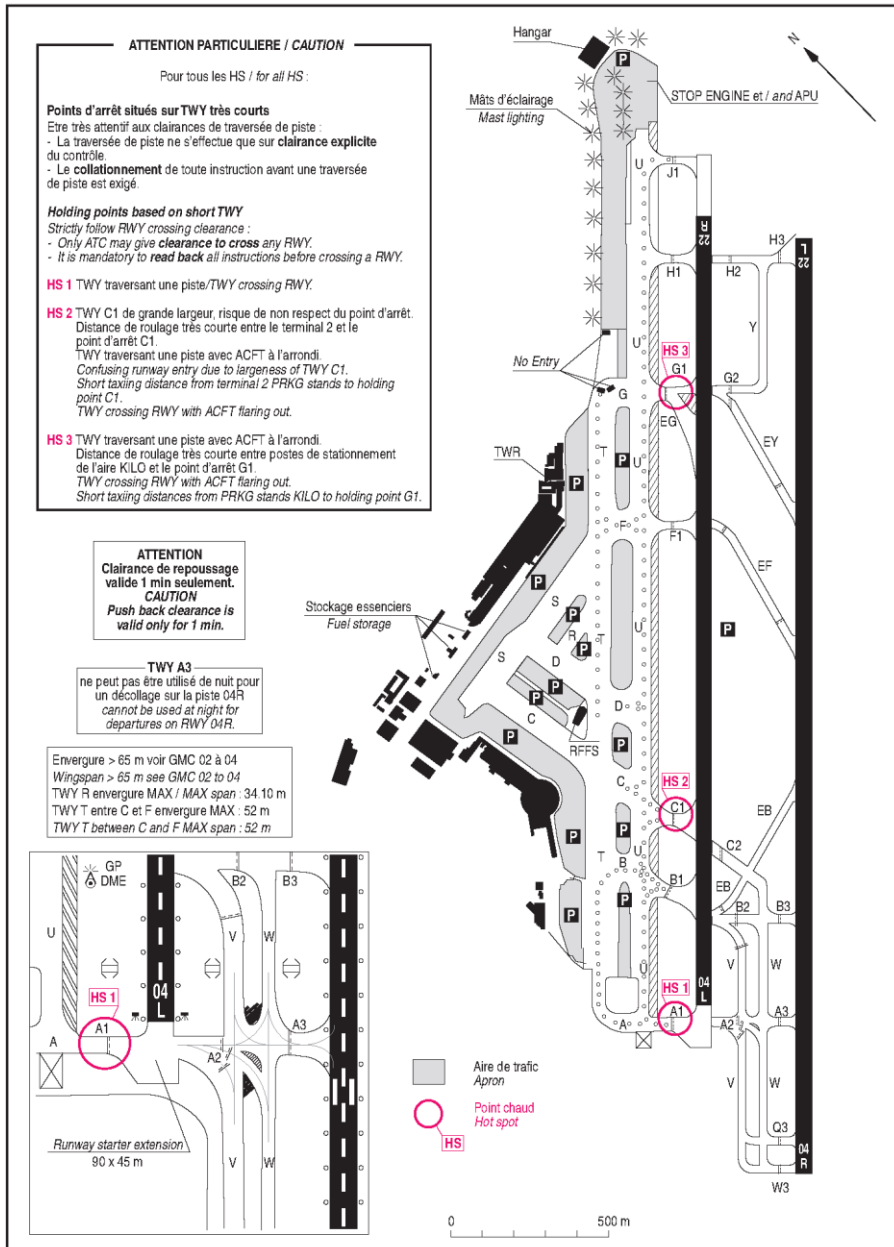 ATTENTION PARTICULIERE / CAUTION
Pour tous les HS / for all HS :
Points d'arrêt situés sur TWY très courts
Etre très attentif aux clairances de traversée de piste :
- La traversée de piste ne s'effectue que sur clairance explicite
du contrôle.
- Le collationnement de toute instruction avant une traversée
de piste est exigé.
Holding points based on short TWY
Strictly follow RWY crossing clearance :
- Only ATC may give clearance to cross any RWY.
- It is mandatory to read back all instructions before crossing a RWY.
HS 1 TWY traversant une piste/TWY crossing RWY.
HS 2 TWY C1 de grande largeur, risque de non respect du point d'arrêt.
Distance de roulage très courte entre le terminal 2 et le
point d'arrêt C1.
TWY traversant une piste avec ACFT à l'arrondi.
Confusing runway entry due to largeness of TWY C1.
Short taxiing distance from terminal 2 PRKG stands to holding
point C1.
TWY crossing RWY with ACFT flaring out.
HS 3 TWY traversant une piste avec ACFT à l'arrondi.
Distance de roulage très courte entre postes de stationnement
de l'aire KILO et le point d'arrêt G1.
TWY crossing RWY with ACFT flaring out.
Short taxiing distances from PRKG stands KILO to holding point G1.
ATTENTION
Clairance de repoussage
valide 1 min seulement.
CAUTION
Push back clearance is
valid only for 1 min.
TWY A3
ne peut pas être utilisé de nuit pour
un décollage sur la piste 04R
cannot be used at night for
departures on RWY 04R.
Envergure > 65 m voir GMC 02 à 04
Wingspan > 65 m see GMC 02 to 04
TWY R envergure MAX / MAX span : 34.10 m
TWY T entre C et F envergure MAX : 52 m
TWY T between C and F MAX span : 52 m
GP
DME
B2
B3
U
V
W
04
L
HS 1
A1
A
A2
A3
Runway starter extension
90 x 45 m
V
W
Hangar
P
N
STOP ENGINE et / and APU
Mâts d'éclairage
Mast lighting
U
J1
22
R
22
L
H3
H1
H2
Y
U
HS 3
No Entry
G1
G2
G
EG
TWR
T
P
U
EY
P
F
F1
P
EF
Stockage essenciers
Fuel storage
S
P
R
T
U
P
S
D
P
P
P
C
D
P
RFFS
P
HS 2
C
C1
EB
P
P
T
U
C2
B
B1
EB
P
P
B2
B3
V
W
U
HS 1
04
L
A
A1
A2
A3
V
W
Q3
04
R
W3
Aire de trafic
Apron
Point chaud
Hot spot
HS
0
500 m